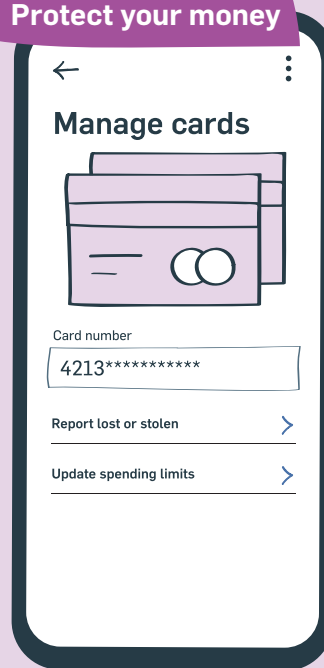 Protect your money
Manage cards
Card number
4213***********
Report lost or stolen
Update spending limits